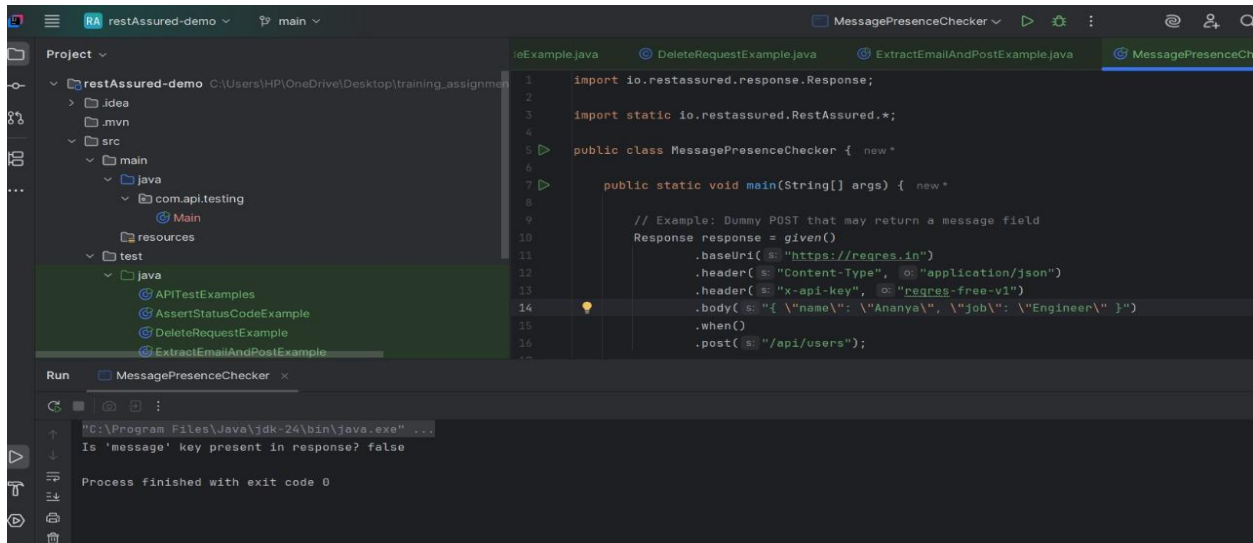 RA restAssured-demo main MessagePresenceChecker
Project
restAssured-demo C:\Users\HP\OneDrive\Desktop\training_assignmen
.idea
.mvn
src
main
java
com.api.testing
Main
resources
test
java
APITestExamples
AssertStatusCodeExample
DeleteRequestExample
ExtractEmailAndPostExample
eExample.java DeleteRequestExample.java ExtractEmailAndPostExample.java MessagePresenceCh
1 import io.restassured.response.Response;
2
3 import static io.restassured.RestAssured.*;
4
5 public class MessagePresenceChecker { new *
6
7 public static void main(String[] args) { new *
8
9 // Example: Dummy POST that may return a message field
10 Response response = given()
11 .baseUri( s: "https://reqres.in")
12 .header( s: "Content-Type", o: "application/json")
13 .header( s: "x-api-key", o: "reqres-free-v1")
14 .body( s: "{ \"name\": \"Ananya\", \"job\": \"Engineer\" }")
15 .when()
16 .post( s: "/api/users");
Run MessagePresenceChecker
"C:\Program Files\Java\jdk-24\bin\java.exe" ...
Is 'message' key present in response? false
Process finished with exit code 0